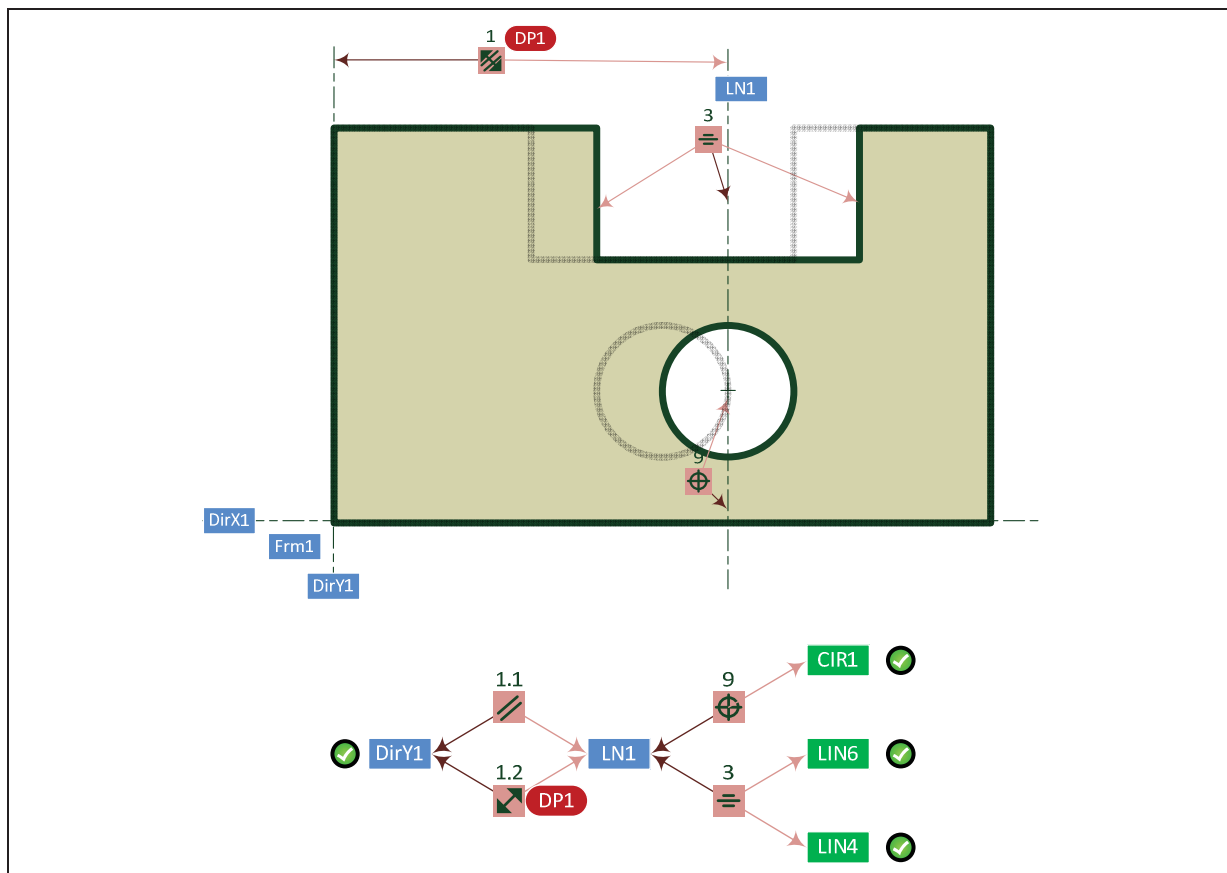 1 DP1
LN1
3
9
DirX1
Frm1
DirY1
CIR1
1.1 9
DirY1 LN1 LIN6
1.2 3
DP1
LIN4